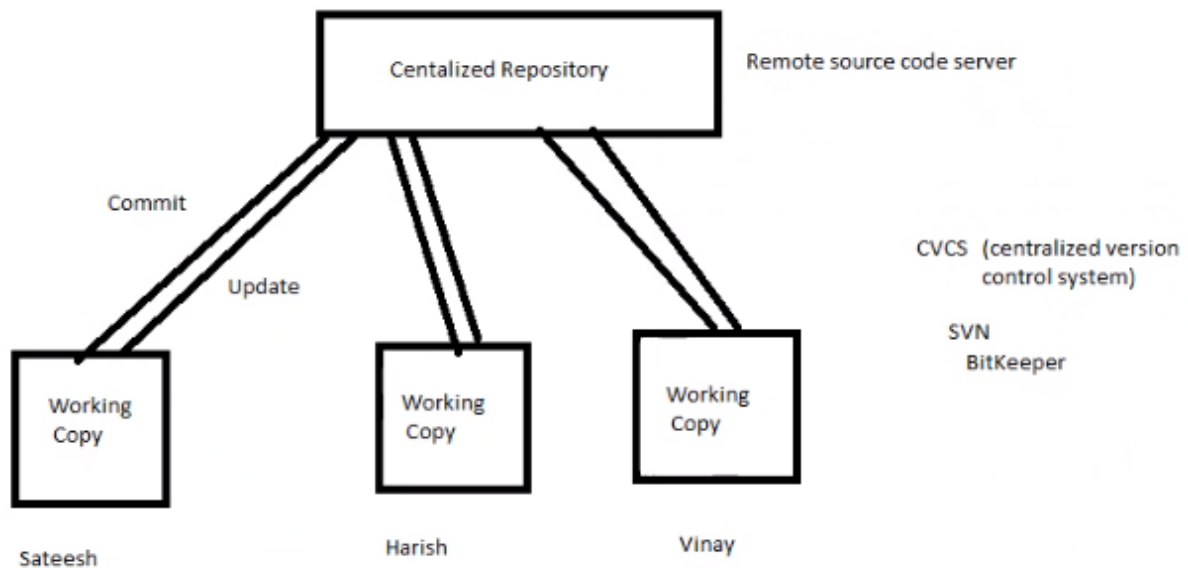 Centalized Repository
Remote source code server
Commit
Update
CVCS (centralized version
control system)
SVN
BitKeeper
Working
Copy
Working
Copy
Working
Copy
Sateesh
Harish
Vinay